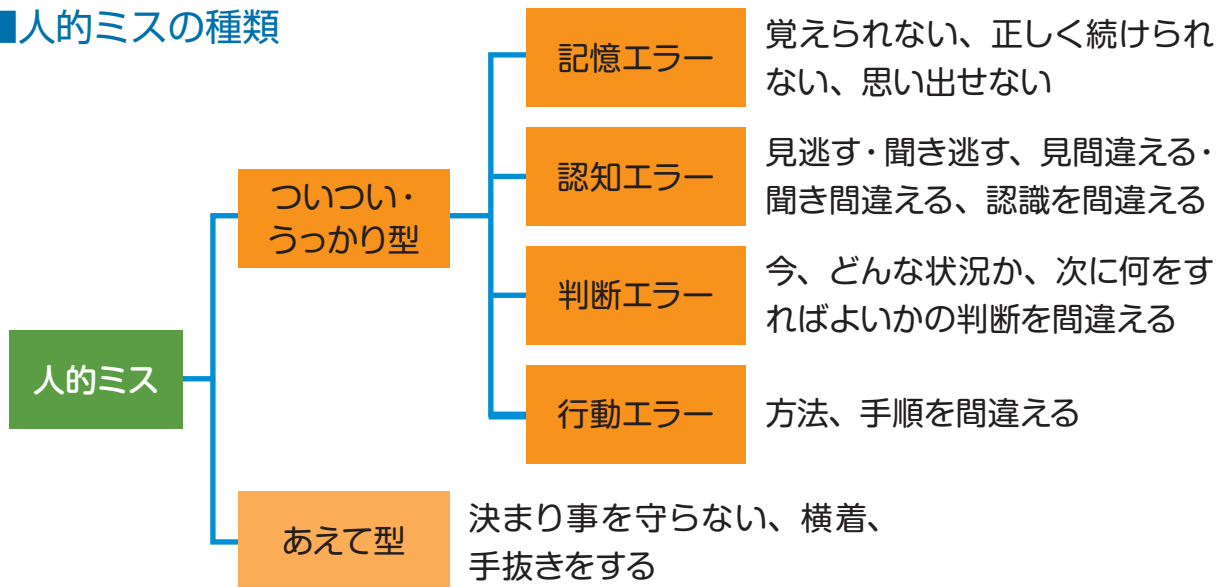 ■人的ミスの種類
記憶エラー
覚えられない、正しく続けられ
ない、思い出せない
認知エラー
見逃す・聞き逃す、見間違える・
聞き間違える、認識を間違える
ついつい・
うっかり型
判断エラー
今、どんな状況か、次に何をす
ればよいかの判断を間違える
人的ミス
行動エラー
方法、手順を間違える
あえて型
決まり事を守らない、横着、
手抜きをする